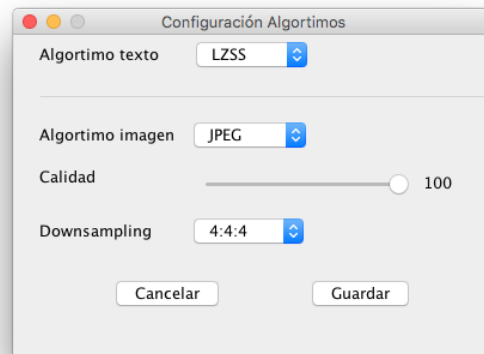 Configuración Algortimos
Algortimo texto LZSS
Algortimo imagen JPEG
Calidad 100
Downsampling 4:4:4
Cancelar Guardar